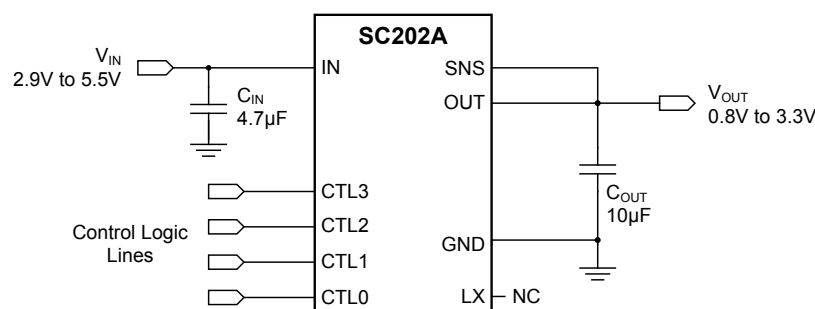 SC202A
V_IN
2.9V to 5.5V
IN
C_IN
4.7µF
SNS
OUT
V_OUT
0.8V to 3.3V
C_OUT
10µF
Control Logic
Lines
CTL3
CTL2
CTL1
CTL0
GND
LX
NC